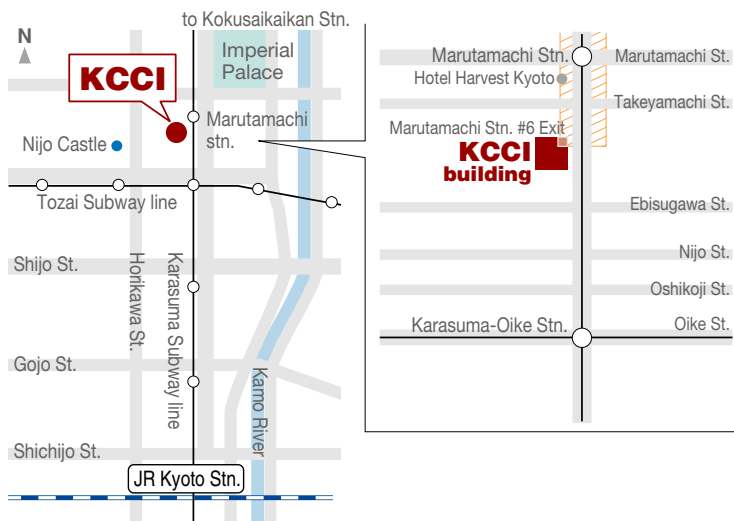 to Kokusaikaikan Stn.
N
Imperial
Palace
KCCI
Marutamachi
stn.
Nijo Castle
Tozai Subway line
Shijo St.
Horikawa St.
Karasuma Subway line
Gojo St.
Kamo River
Shichijo St.
JR Kyoto Stn.
Marutamachi Stn.
Marutamachi St.
Hotel Harvest Kyoto
Takeyamachi St.
Marutamachi Stn. #6 Exit
KCCI
building
Ebisugawa St.
Nijo St.
Oshikoji St.
Karasuma-Oike Stn.
Oike St.